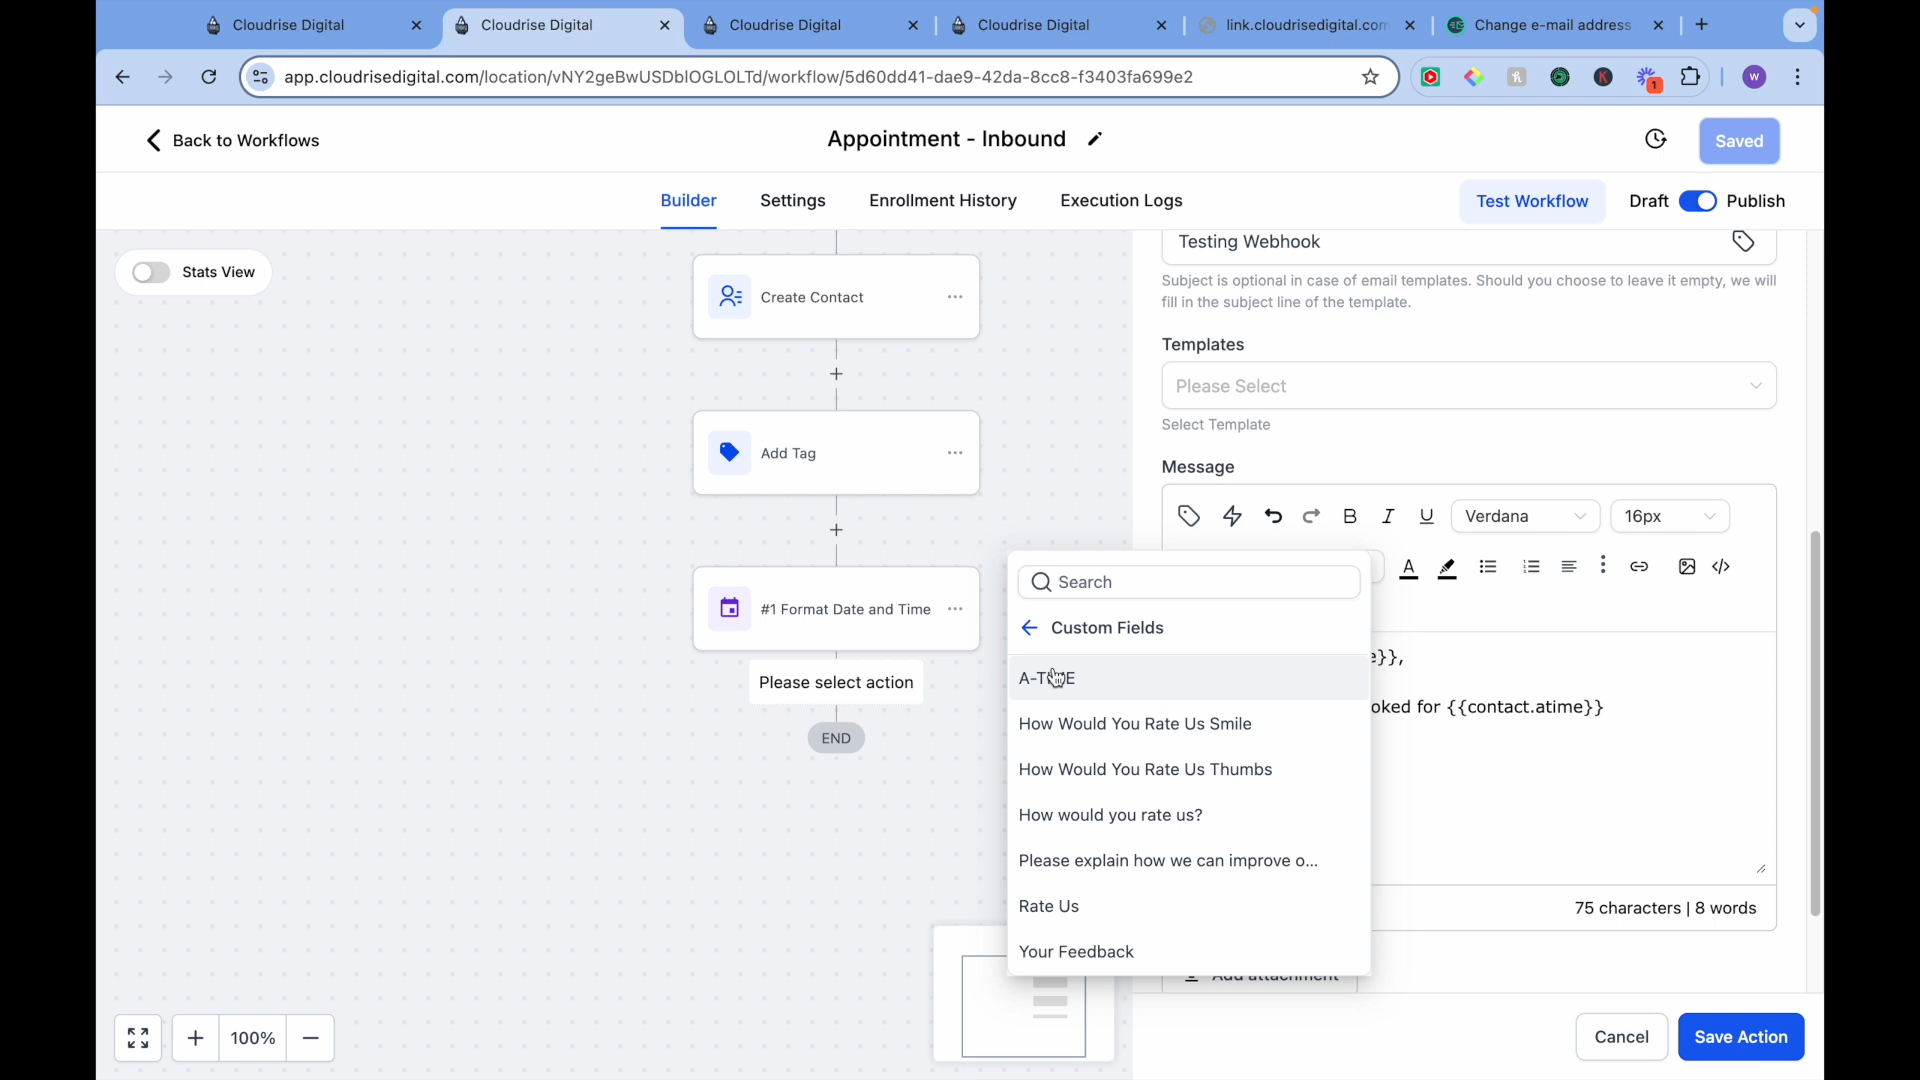 Cloudrise Digital
Cloudrise Digital
Cloudrise Digital
Cloudrise Digital
link.cloudrisedigital.com
Change e-mail address
app.cloudrisedigital.com/location/vNY2geBwUSDblOGLOLTd/workflow/5d60dd41-dae9-42da-8cc8-f3403fa699e2
1
W
Back to Workflows
Appointment - Inbound
Saved
Builder
Settings
Enrollment History
Execution Logs
Test Workflow
Draft
Publish
Stats View
Create Contact
Add Tag
#1 Format Date and Time
Please select action
END
100%
Testing Webhook
Subject is optional in case of email templates. Should you choose to leave it empty, we will
fill in the subject line of the template.
Templates
Please Select
Select Template
Message
Verdana
16px
Search
Custom Fields
A-TIME
How Would You Rate Us Smile
How Would You Rate Us Thumbs
How would you rate us?
Please explain how we can improve o...
Rate Us
Your Feedback
e}},
oked for {{contact.atime}}
75 characters | 8 words
Add attachment
Cancel
Save Action